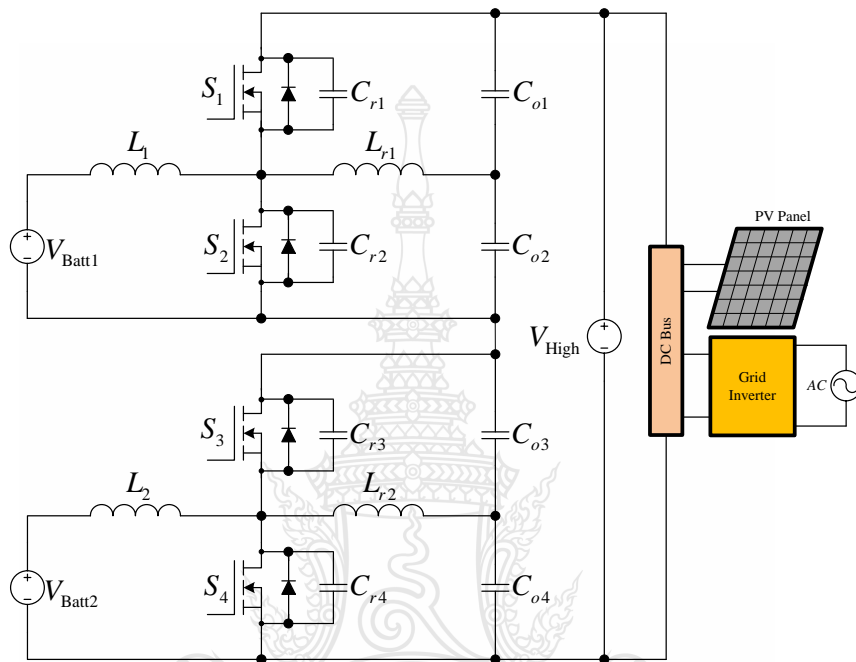 S1
Cr1
Co1
L1
Lr1
PV Panel
VBatt1
S2
Cr2
Co2
VHigh
DC Bus
Grid
Inverter
AC
S3
Cr3
Co3
L2
Lr2
VBatt2
S4
Cr4
Co4